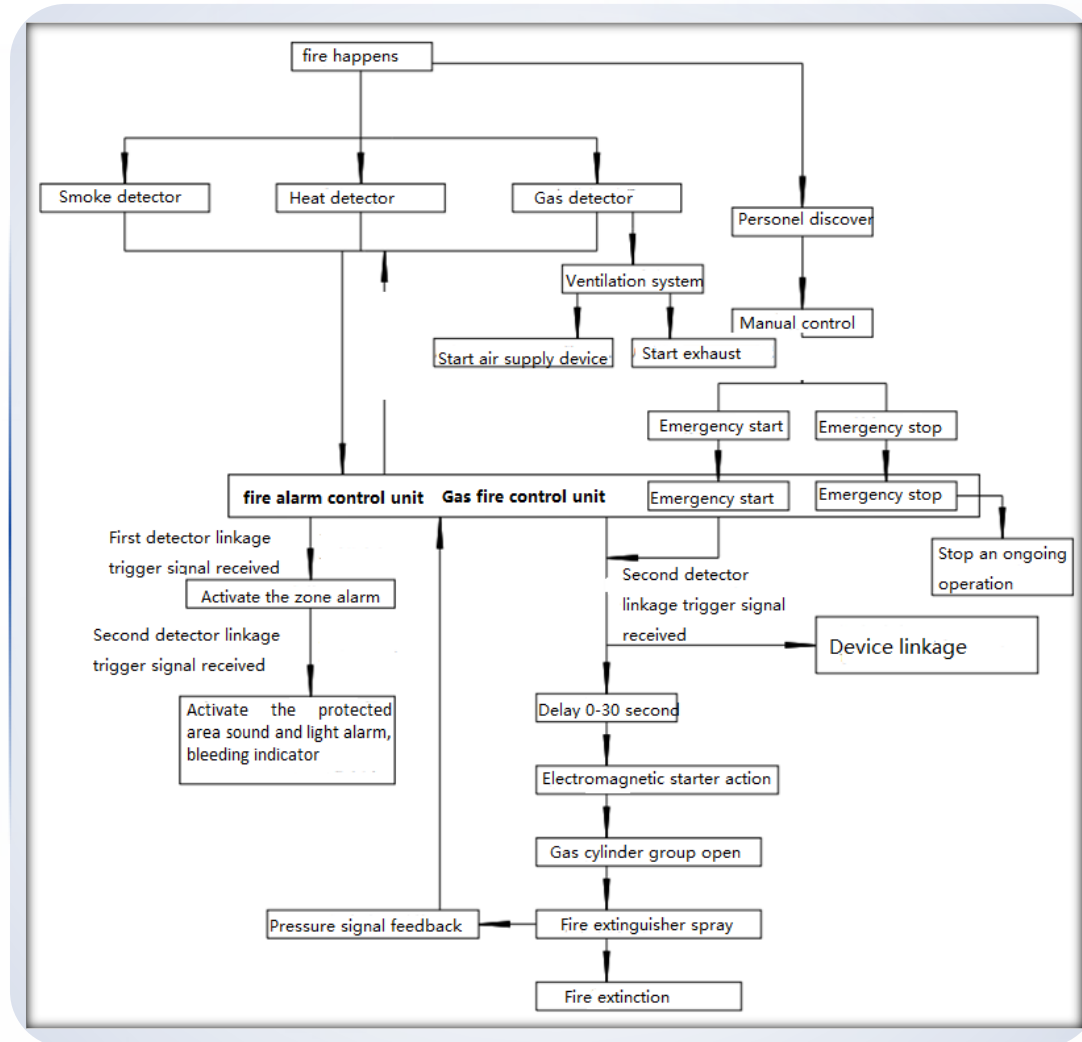 fire happens
Smoke detector
Heat detector
Gas detector
Personel discover
Ventilation system
Manual control
Start air supply device
Start exhaust
Emergency start
Emergency stop
fire alarm control unit
Gas fire control unit
Emergency start
Emergency stop
First detector linkage
trigger signal received
Activate the zone alarm
Second detector linkage
trigger signal received
Activate the protected
area sound and light alarm,
bleeding indicator
Second detector
linkage trigger signal
received
Stop an ongoing
operation
Device linkage
Delay 0-30 second
Electromagnetic starter action
Gas cylinder group open
Pressure signal feedback
Fire extinguisher spray
Fire extinction